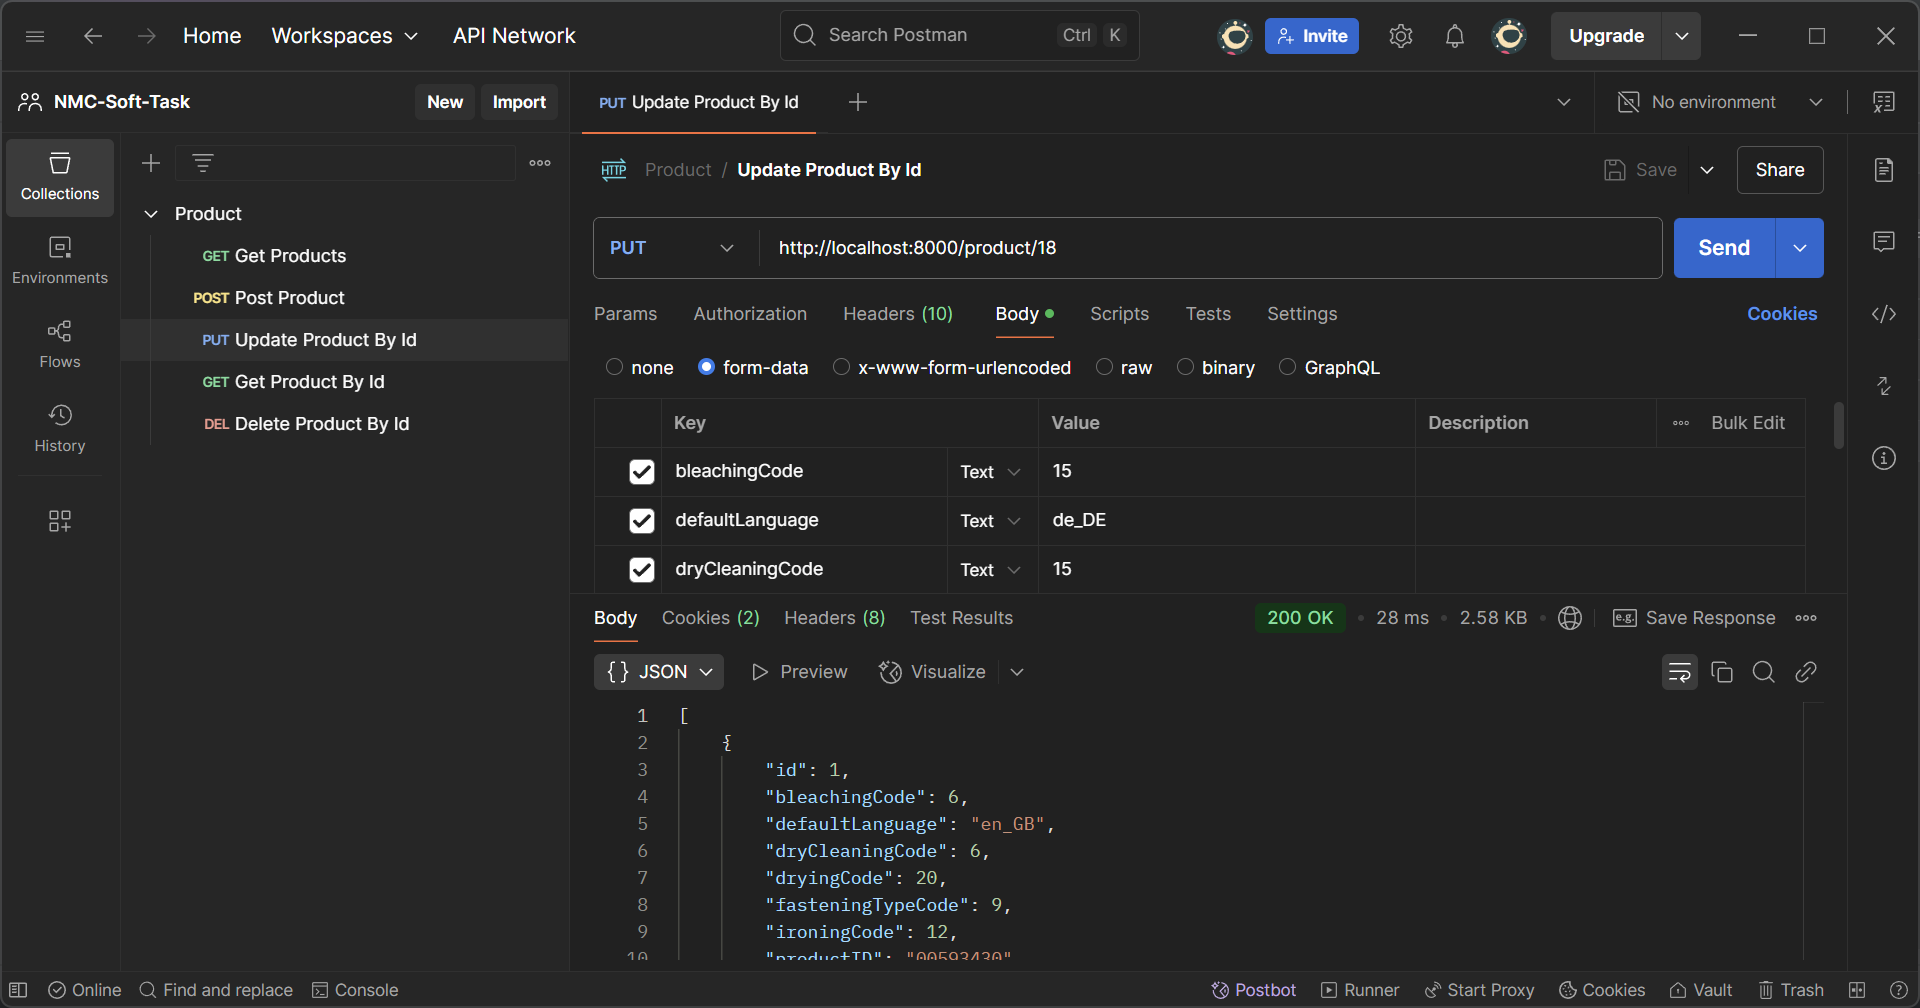 Home Workspaces API Network Search Postman Ctrl K Invite Upgrade
NMC-Soft-Task New Import PUT Update Product By Id No environment
Collections
Environments
Flows
History
Product
GET Get Products
POST Post Product
PUT Update Product By Id
GET Get Product By Id
DEL Delete Product By Id
HTTP Product / Update Product By Id Save Share
PUT http://localhost:8000/product/18 Send
Params Authorization Headers (10) Body Scripts Tests Settings Cookies
none form-data x-www-form-urlencoded raw binary GraphQL
Key Value Description Bulk Edit
bleachingCode Text 15
defaultLanguage Text de_DE
dryCleaningCode Text 15
Body Cookies (2) Headers (8) Test Results 200 OK • 28 ms • 2.58 KB • e.g. Save Response
{} JSON Preview Visualize
1 [
2 {
3 "id": 1,
4 "bleachingCode": 6,
5 "defaultLanguage": "en_GB",
6 "dryCleaningCode": 6,
7 "dryingCode": 20,
8 "fasteningTypeCode": 9,
9 "ironingCode": 12,
10 "productID": "00593430"
Online Find and replace Console Postbot Runner Start Proxy Cookies Vault Trash